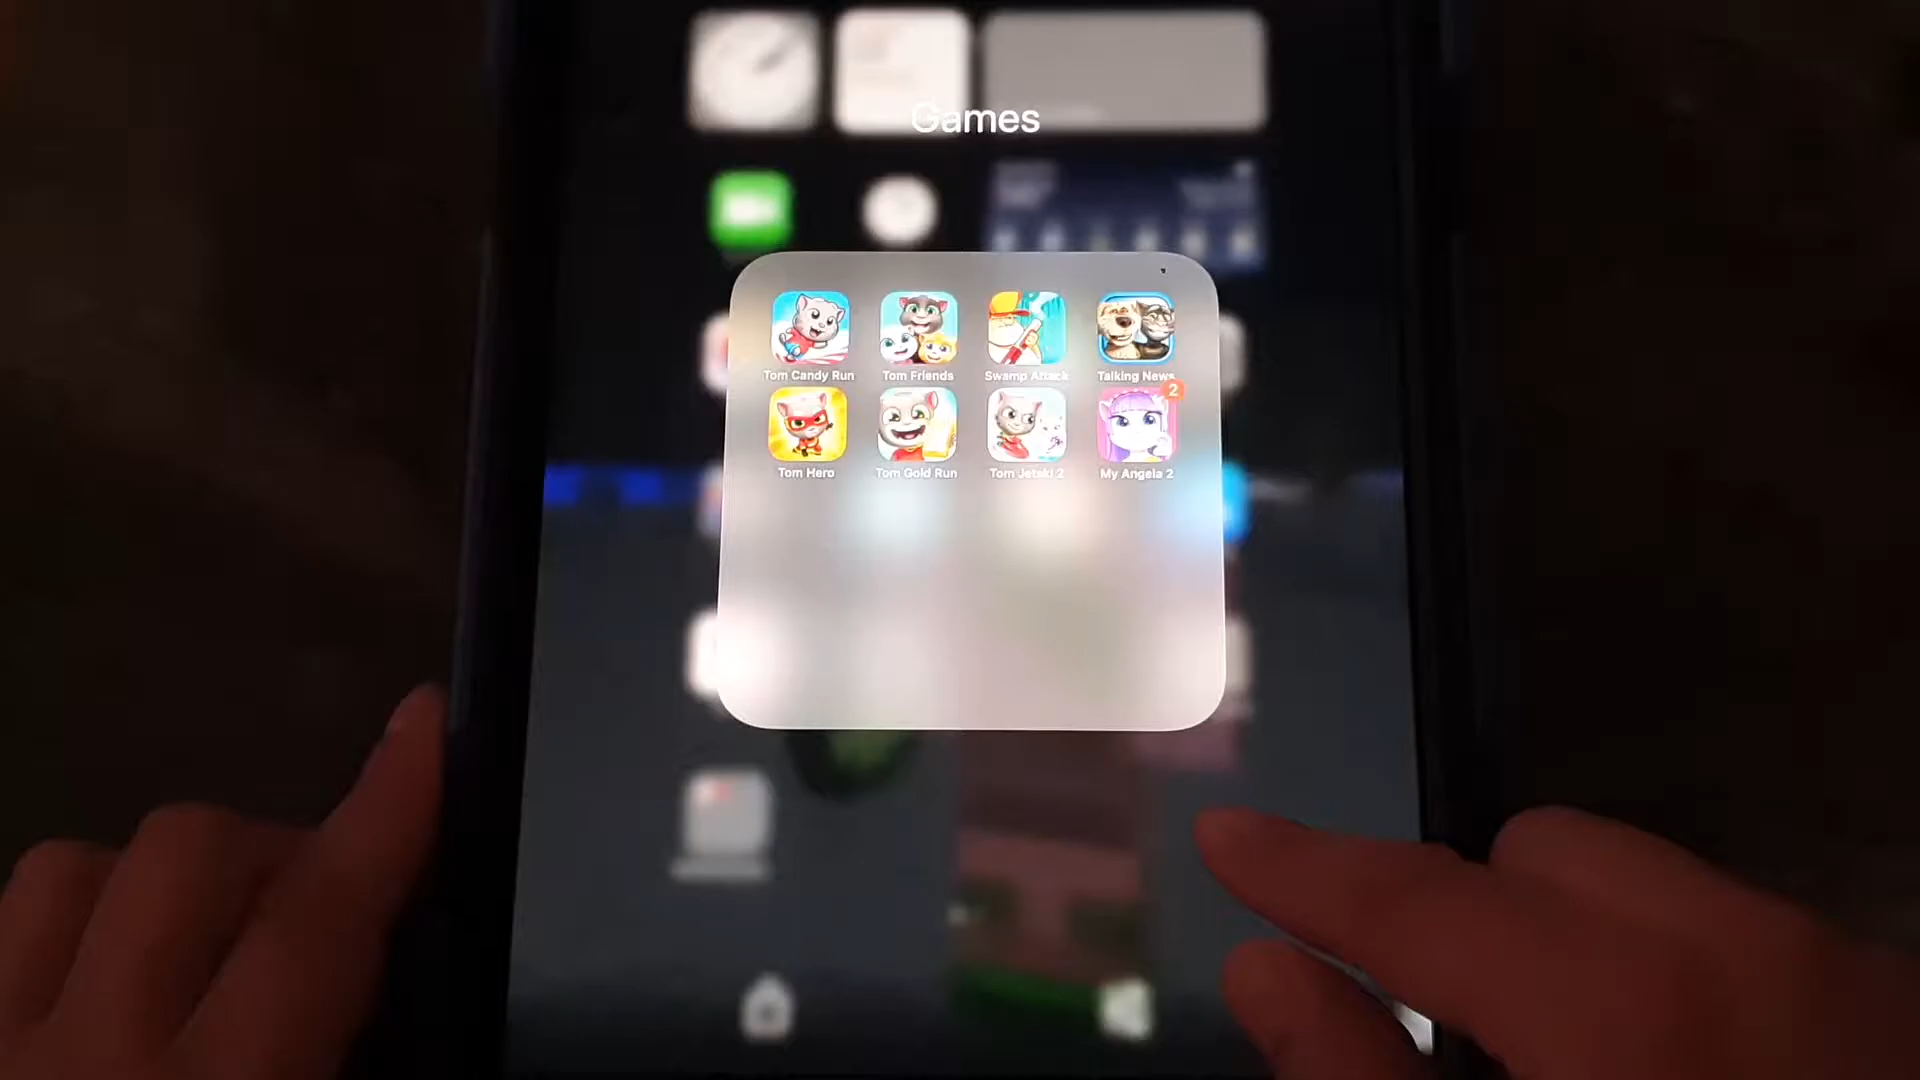 Games
Tom Candy Run
Tom Friends
Swamp Attack
Talking News
2
Tom Hero
Tom Gold Run
Tom Jetski 2
My Angela 2